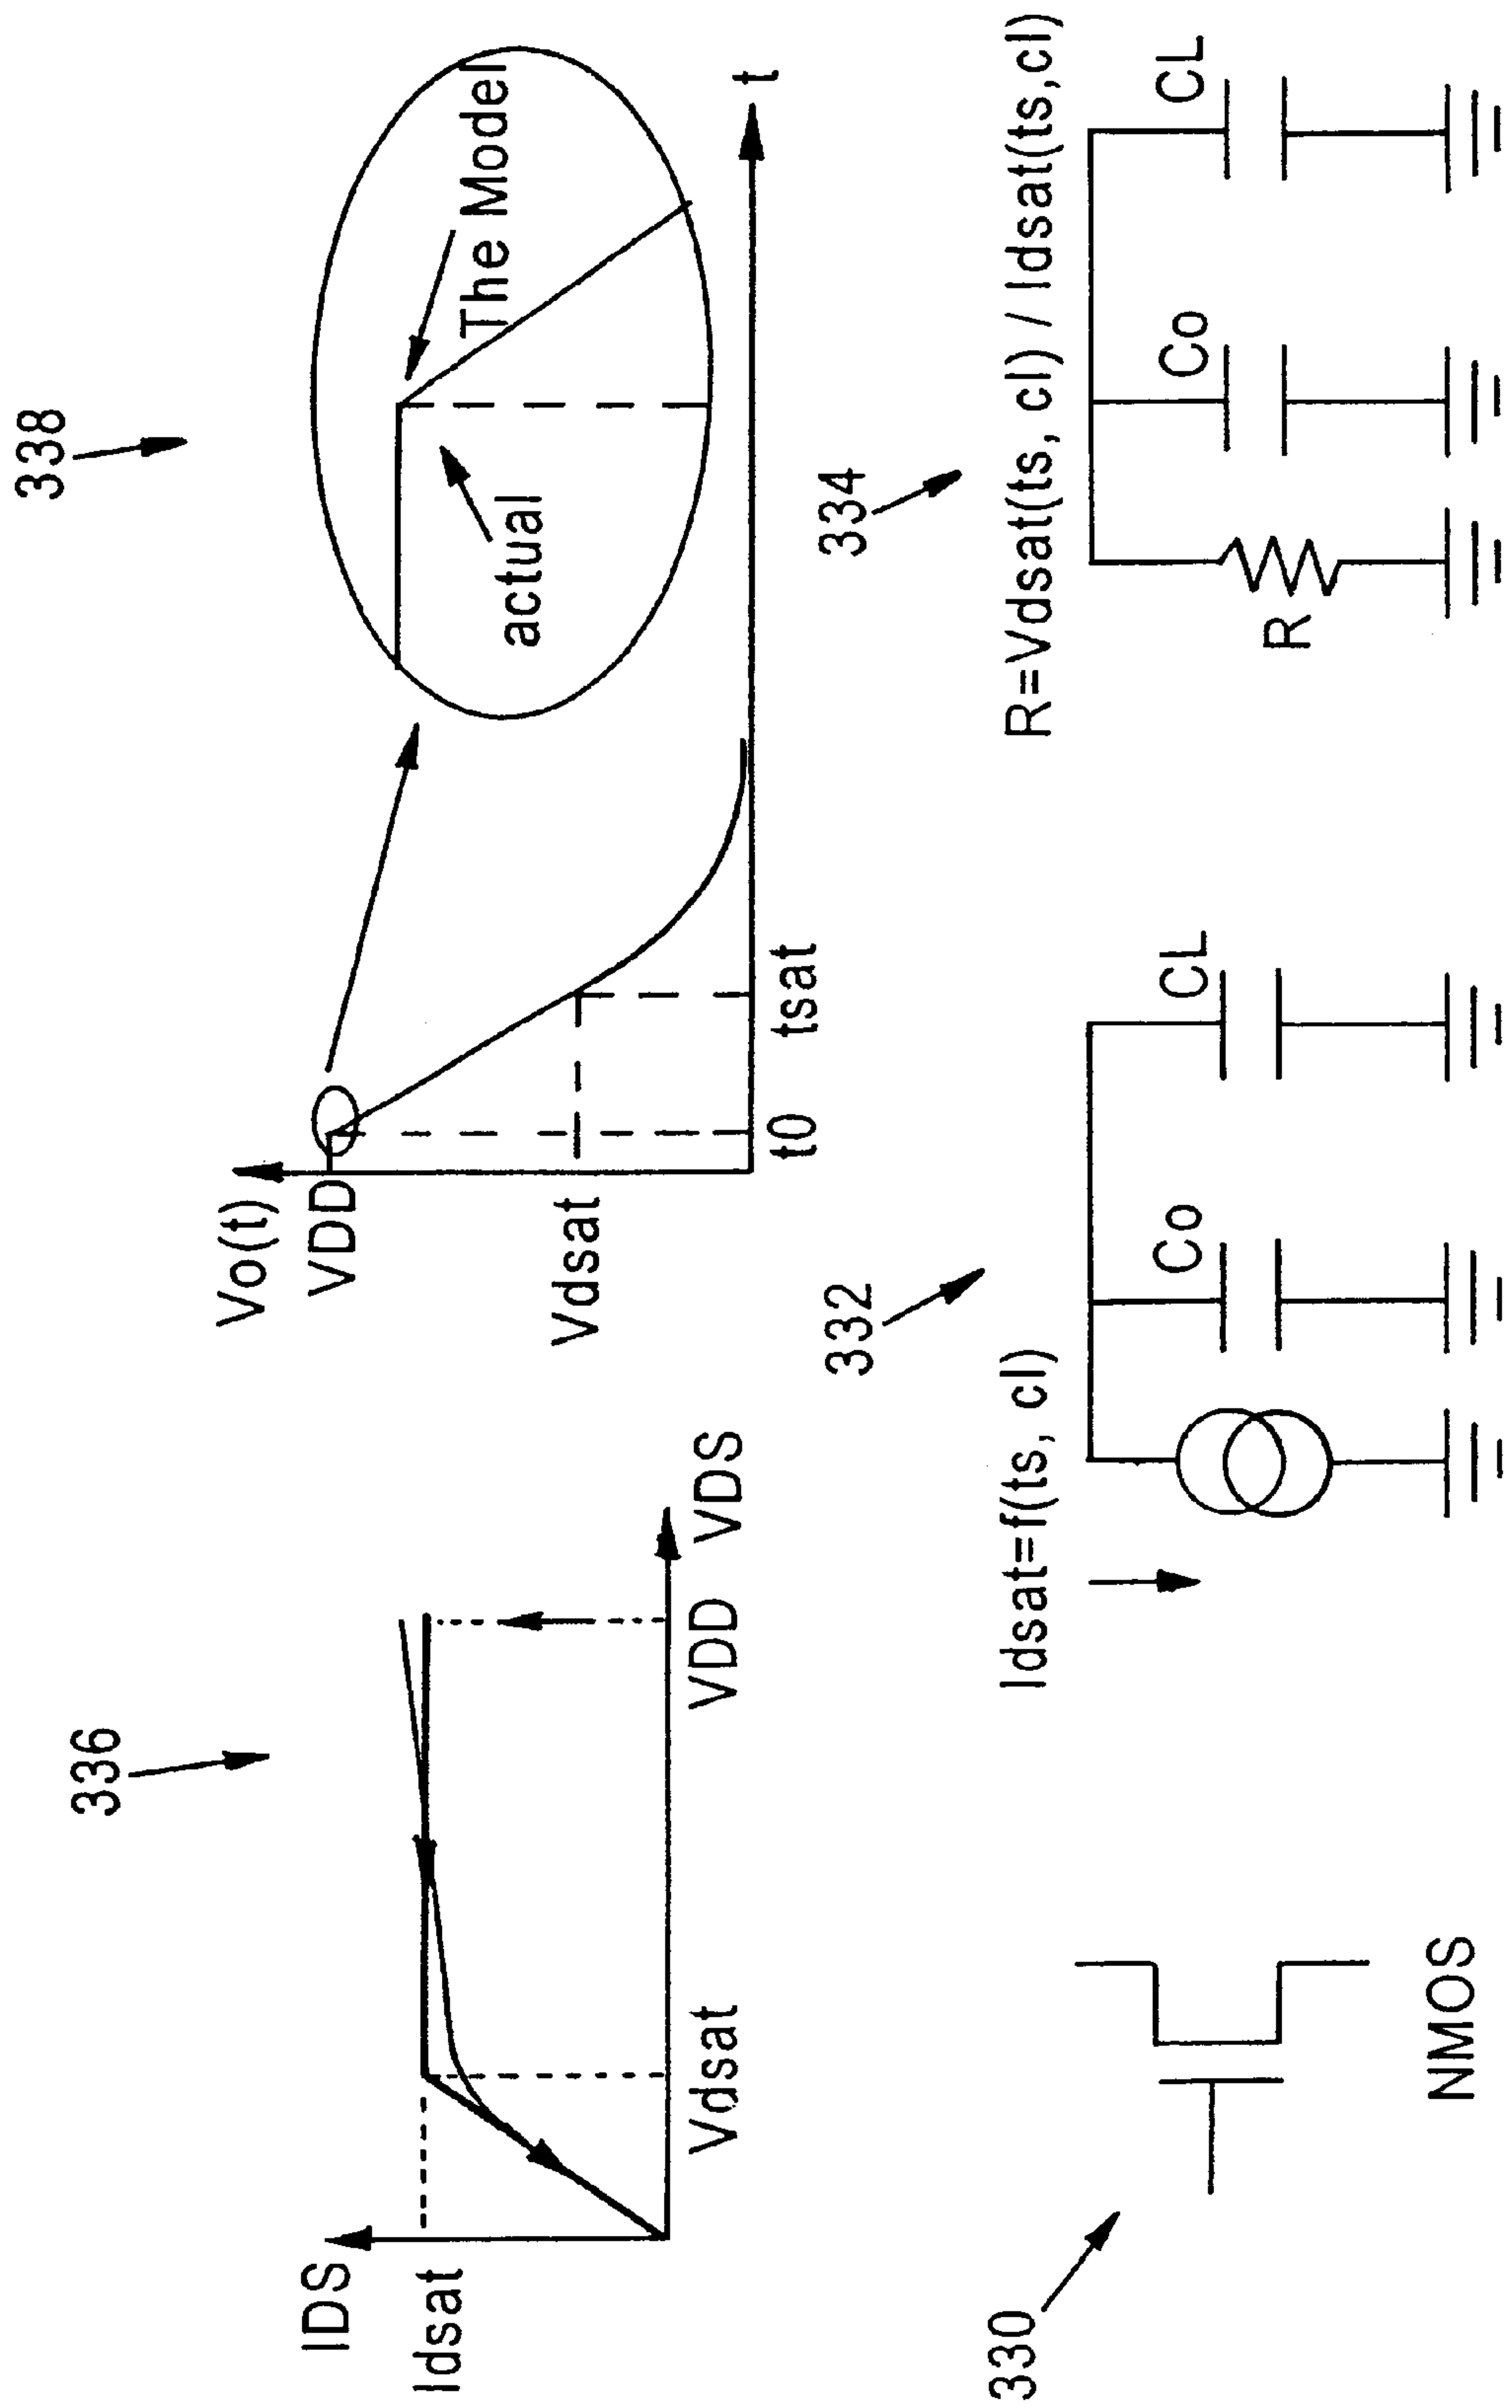 336
IDS
Idsat
Vdsat
VDD
VDS
338
Vo(t)
VDD
Vdsat
t0
tsat
t
actual
The Model
330
NMOS
332
Idsat=f(ts, cl)
Co
CL
334
R=Vdsat(ts, cl) / Idsat(ts,cl)
R
Co
CL